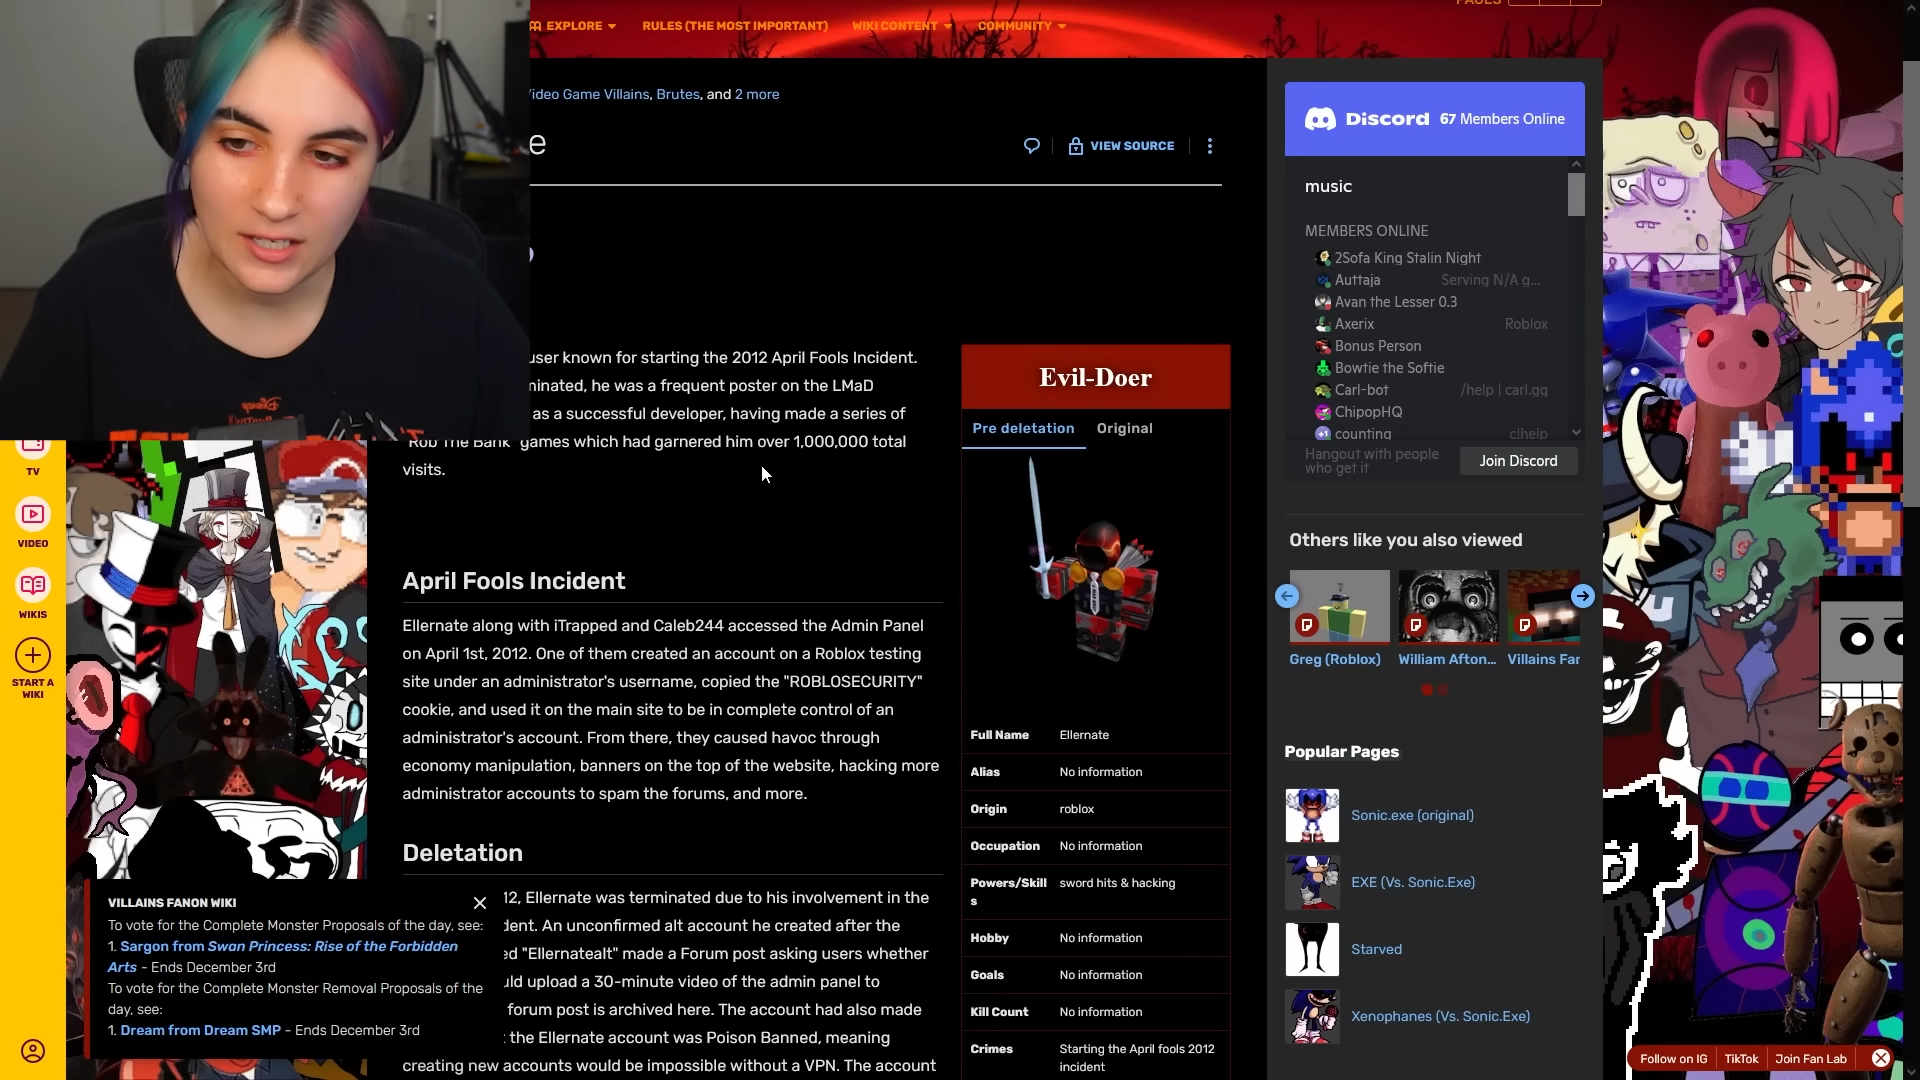 EXPLORE
RULES (THE MOST IMPORTANT)
WIKI CONTENT
COMMUNITY
Video Game Villains, Brutes, and 2 more
e
VIEW SOURCE
user known for starting the 2012 April Fools Incident.
he was a frequent poster on the LMaD
as a successful developer, having made a series of
"Rob The Bank" games which had garnered him over 1,000,000 total
visits.
April Fools Incident
Ellernate along with iTrapped and Caleb244 accessed the Admin Panel
on April 1st, 2012. One of them created an account on a Roblox testing
site under an administrator's username, copied the "ROBLOSECURITY"
cookie, and used it on the main site to be in complete control of an
administrator's account. From there, they caused havoc through
economy manipulation, banners on the top of the website, hacking more
administrator accounts to spam the forums, and more.
Deletation
12, Ellernate was terminated due to his involvement in the
dent. An unconfirmed alt account he created after the
ed "Ellernatealt" made a Forum post asking users whether
uld upload a 30-minute video of the admin panel to
forum post is archived here. The account had also made
the Ellernate account was Poison Banned, meaning
creating new accounts would be impossible without a VPN. The account
Evil-Doer
Pre deletation
Original
Full Name Ellernate
Alias No information
Origin roblox
Occupation No information
Powers/Skill
s sword hits & hacking
Hobby No information
Goals No information
Kill Count No information
Crimes Starting the April fools 2012
incident
Discord 67 Members Online
music
MEMBERS ONLINE
2Sofa King Stalin Night
Auttaja Serving N/A g...
Avan the Lesser 0.3
Axerix Roblox
Bonus Person
Bowtie the Softie
Carl-bot /help | carl.gg
ChipopHQ
counting c!help
Hangout with people
who get it
Join Discord
Others like you also viewed
Greg (Roblox)
William Afton...
Villains Fan
Popular Pages
Sonic.exe (original)
EXE (Vs. Sonic.Exe)
Starved
Xenophanes (Vs. Sonic.Exe)
TV
VIDEO
WIKIS
START A
WIKI
VILLAINS FANON WIKI
To vote for the Complete Monster Proposals of the day, see:
1. Sargon from Swan Princess: Rise of the Forbidden
Arts - Ends December 3rd
To vote for the Complete Monster Removal Proposals of the
day, see:
1. Dream from Dream SMP - Ends December 3rd
Follow on IG
TikTok
Join Fan Lab